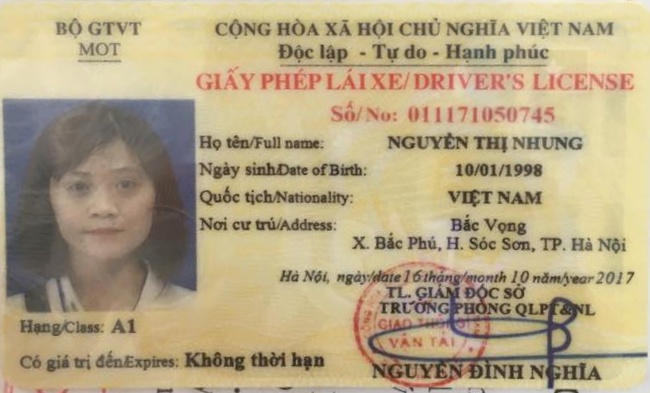 BỘ GTVT
MOT
CỘNG HÒA XÃ HỘI CHỦ NGHĨA VIỆT NAM
Độc lập - Tự do - Hạnh phúc
GIẤY PHÉP LÁI XE/ DRIVER'S LICENSE
Số/No: 011171050745
Họ tên/Full name: NGUYỄN THỊ NHUNG
Ngày sinh/Date of Birth: 10/01/1998
Quốc tịch/Nationality: VIỆT NAM
Nơi cư trú/Address: Bắc Vọng
X. Bắc Phú, H. Sóc Sơn, TP. Hà Nội
Hà Nội, ngày/date 16 tháng/month 10 năm/year 2017
TL. GIÁM ĐỐC SỞ
TRƯỞNG PHÒNG QLPT&NL
GIAO THÔNG
VẬN TẢI
Hạng/Class: A1
Có giá trị đến/Expires: Không thời hạn
NGUYỄN ĐÌNH NGHĨA